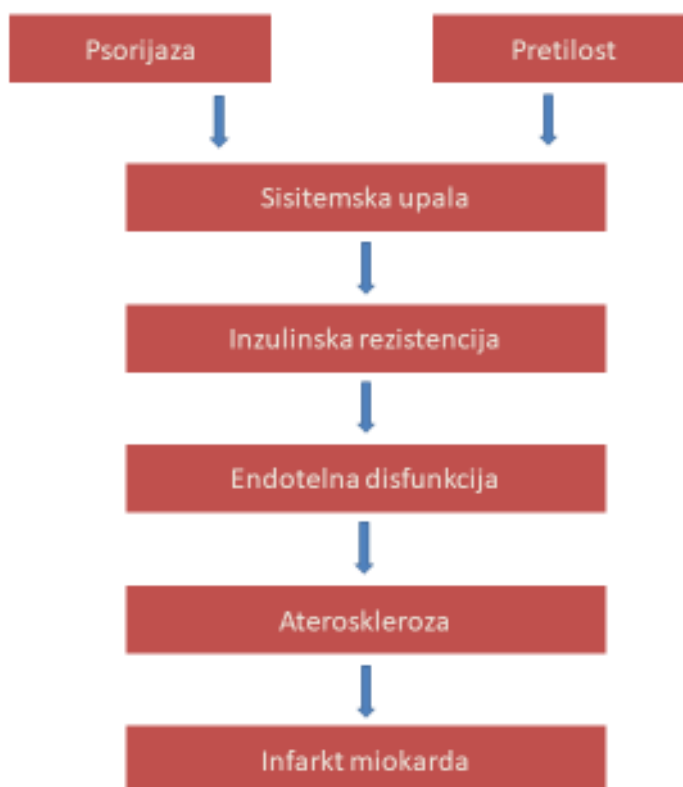 Psorijaza
Pretilost
Sisitemska upala
Inzulinska rezistencija
Endotelna disfunkcija
Ateroskleroza
Infarkt miokarda